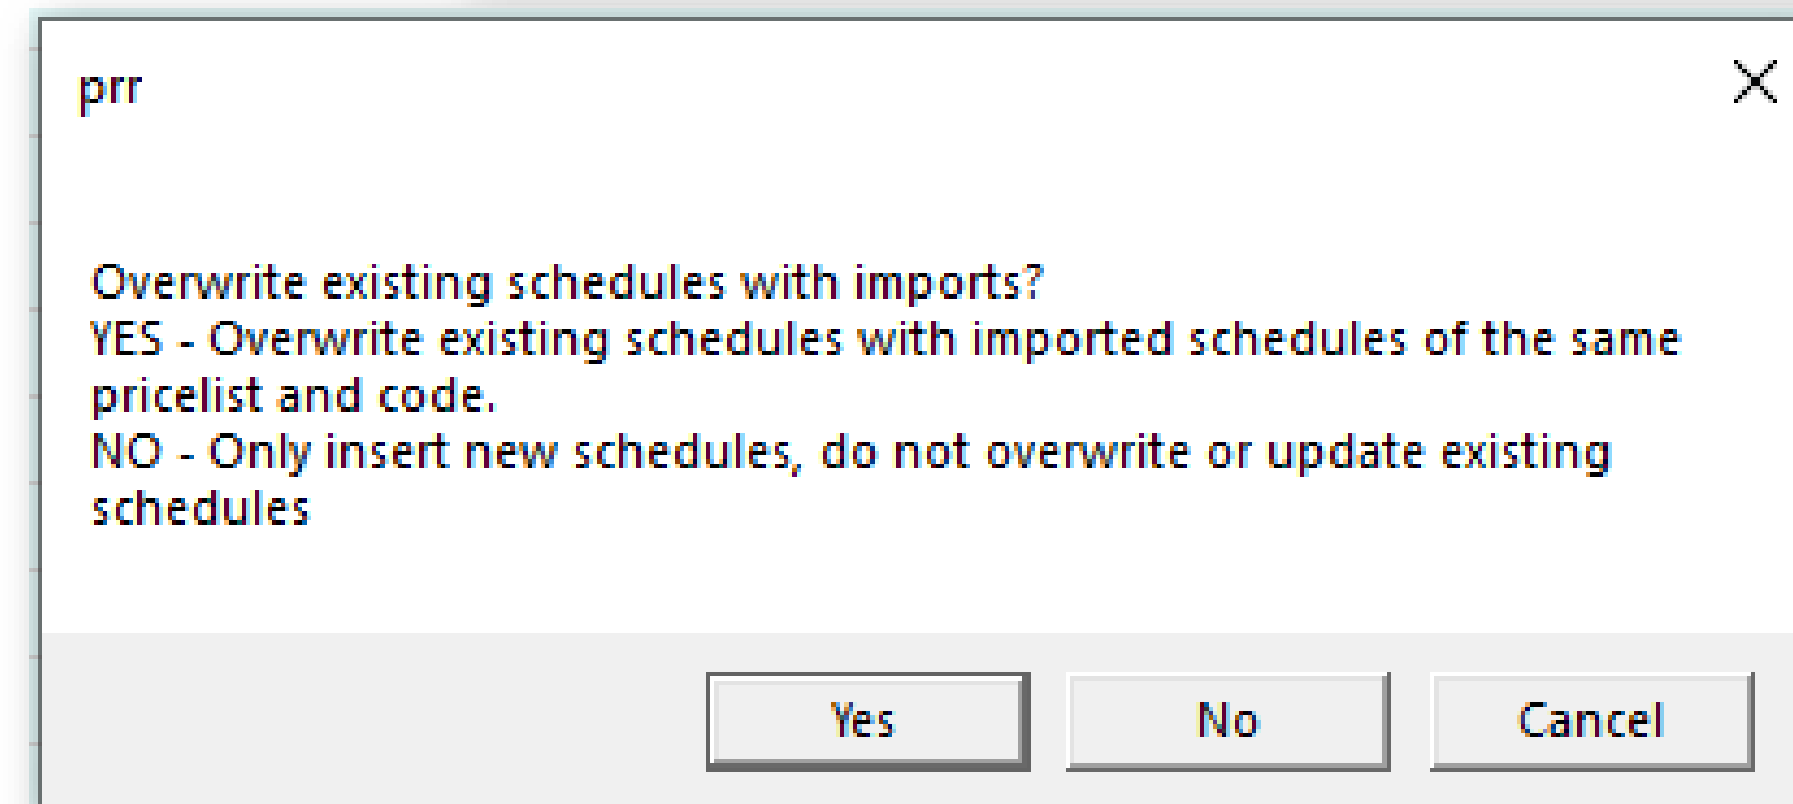 prr
Overwrite existing schedules with imports?
YES - Overwrite existing schedules with imported schedules of the same
pricelist and code.
NO - Only insert new schedules, do not overwrite or update existing
schedules
Yes No Cancel